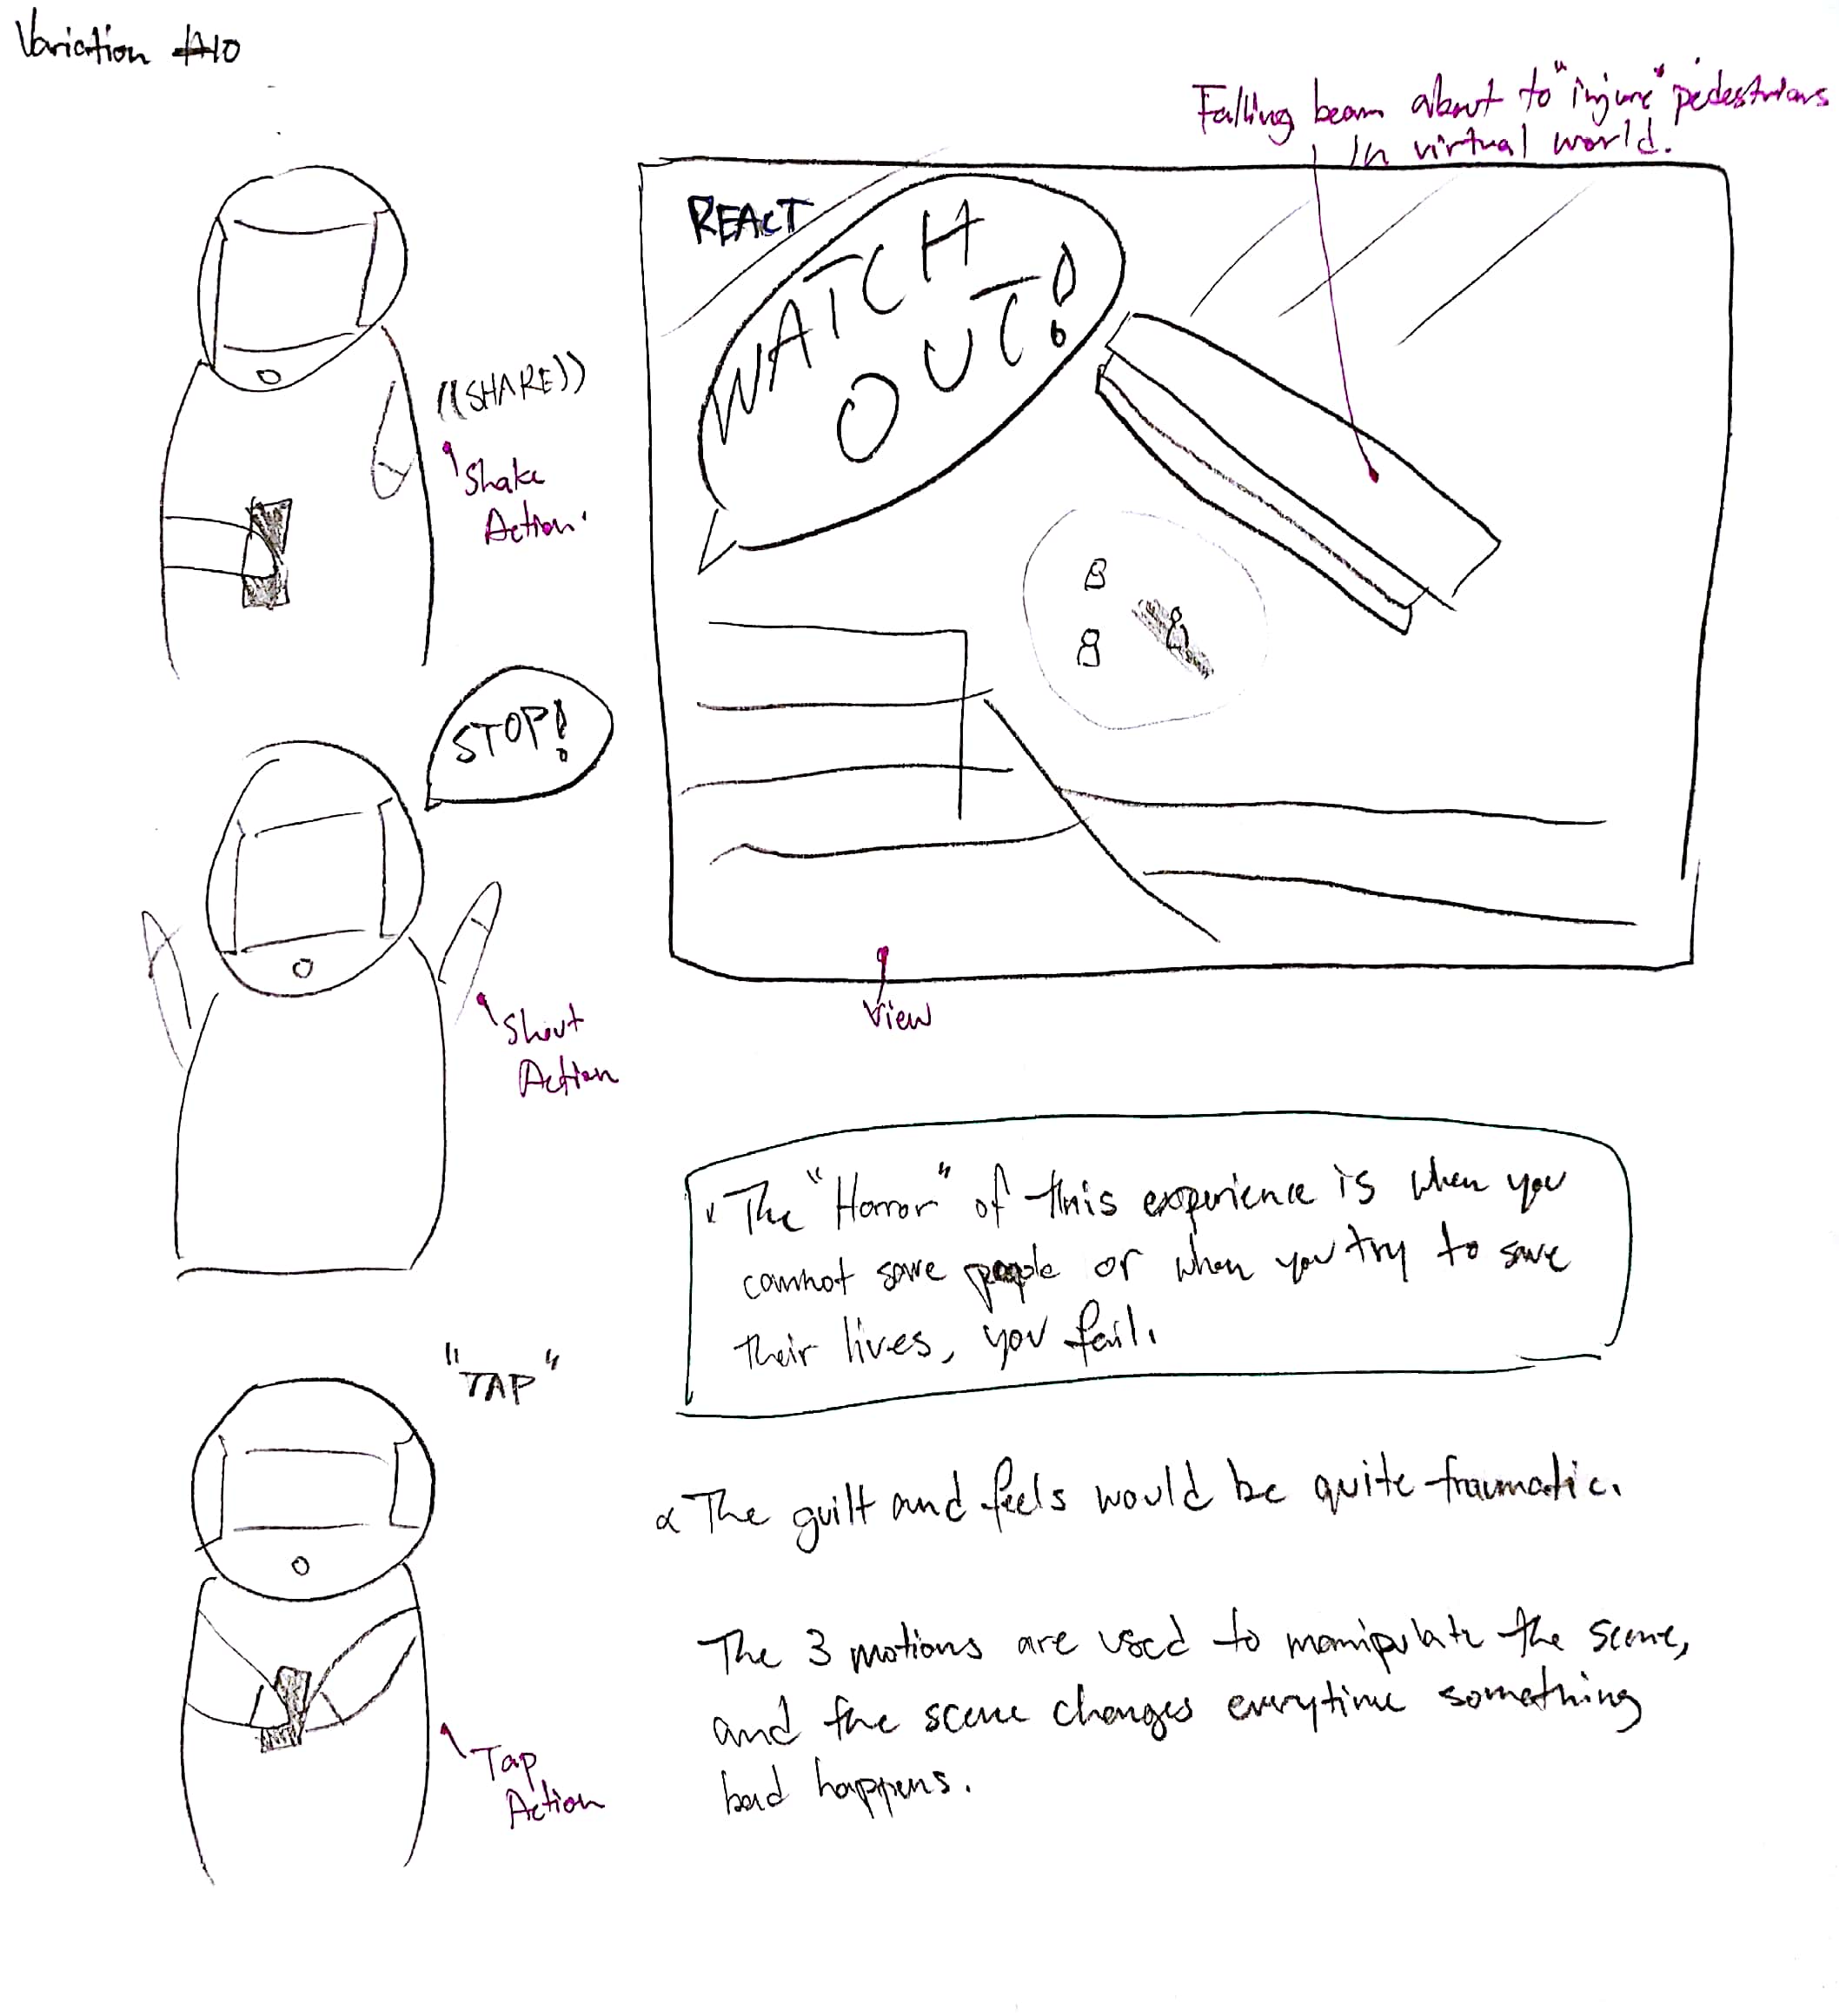 Variation #10
Falling beam about to "injure" pedestrians
in virtual world.
REACT
WATCH
OUT!
((SHAKE))
Shake
Action.
STOP!
Shout
Action
View
The "Horror" of this experience is when you
cannot save people or when you try to save
their lives, you fail.
"TAP"
The guilt and feels would be quite traumatic.
The 3 motions are used to manipulate the scene,
and the scene changes everytime something
bad happens.
Tap
Action